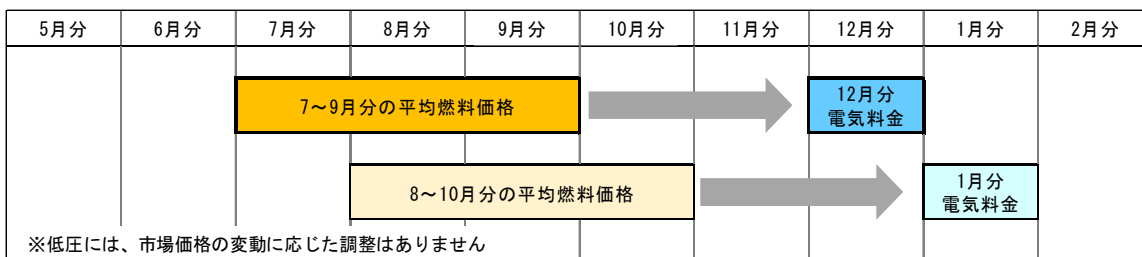 5月分 6月分 7月分 8月分 9月分 10月分 11月分 12月分 1月分 2月分
7～9月分の平均燃料価格
12月分
電気料金
8～10月分の平均燃料価格
1月分
電気料金
※低圧には、市場価格の変動に応じた調整はありません